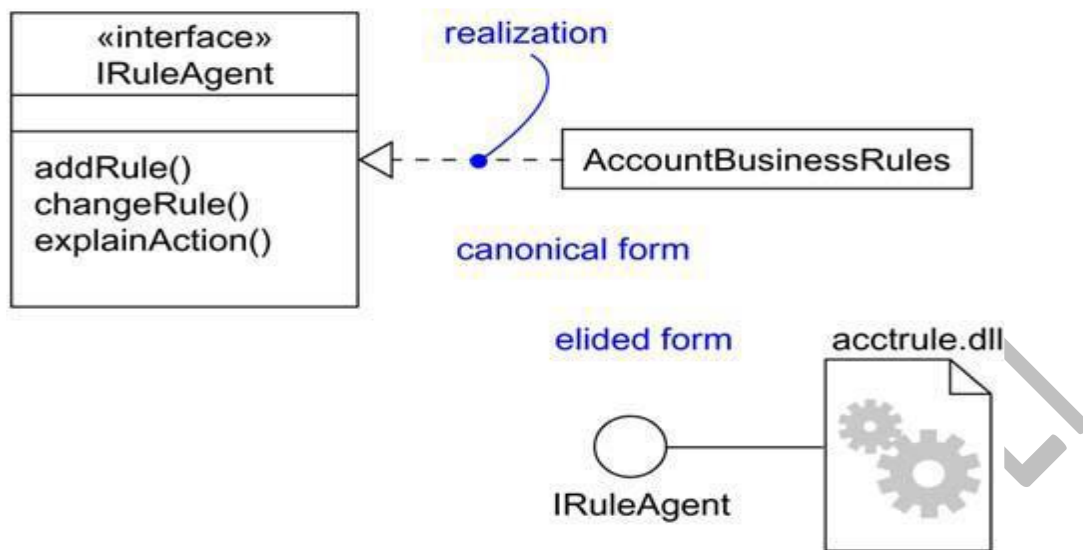 «interface»
IRuleAgent
addRule()
changeRule()
explainAction()
realization
AccountBusinessRules
canonical form
elided form
acctrule.dll
IRuleAgent